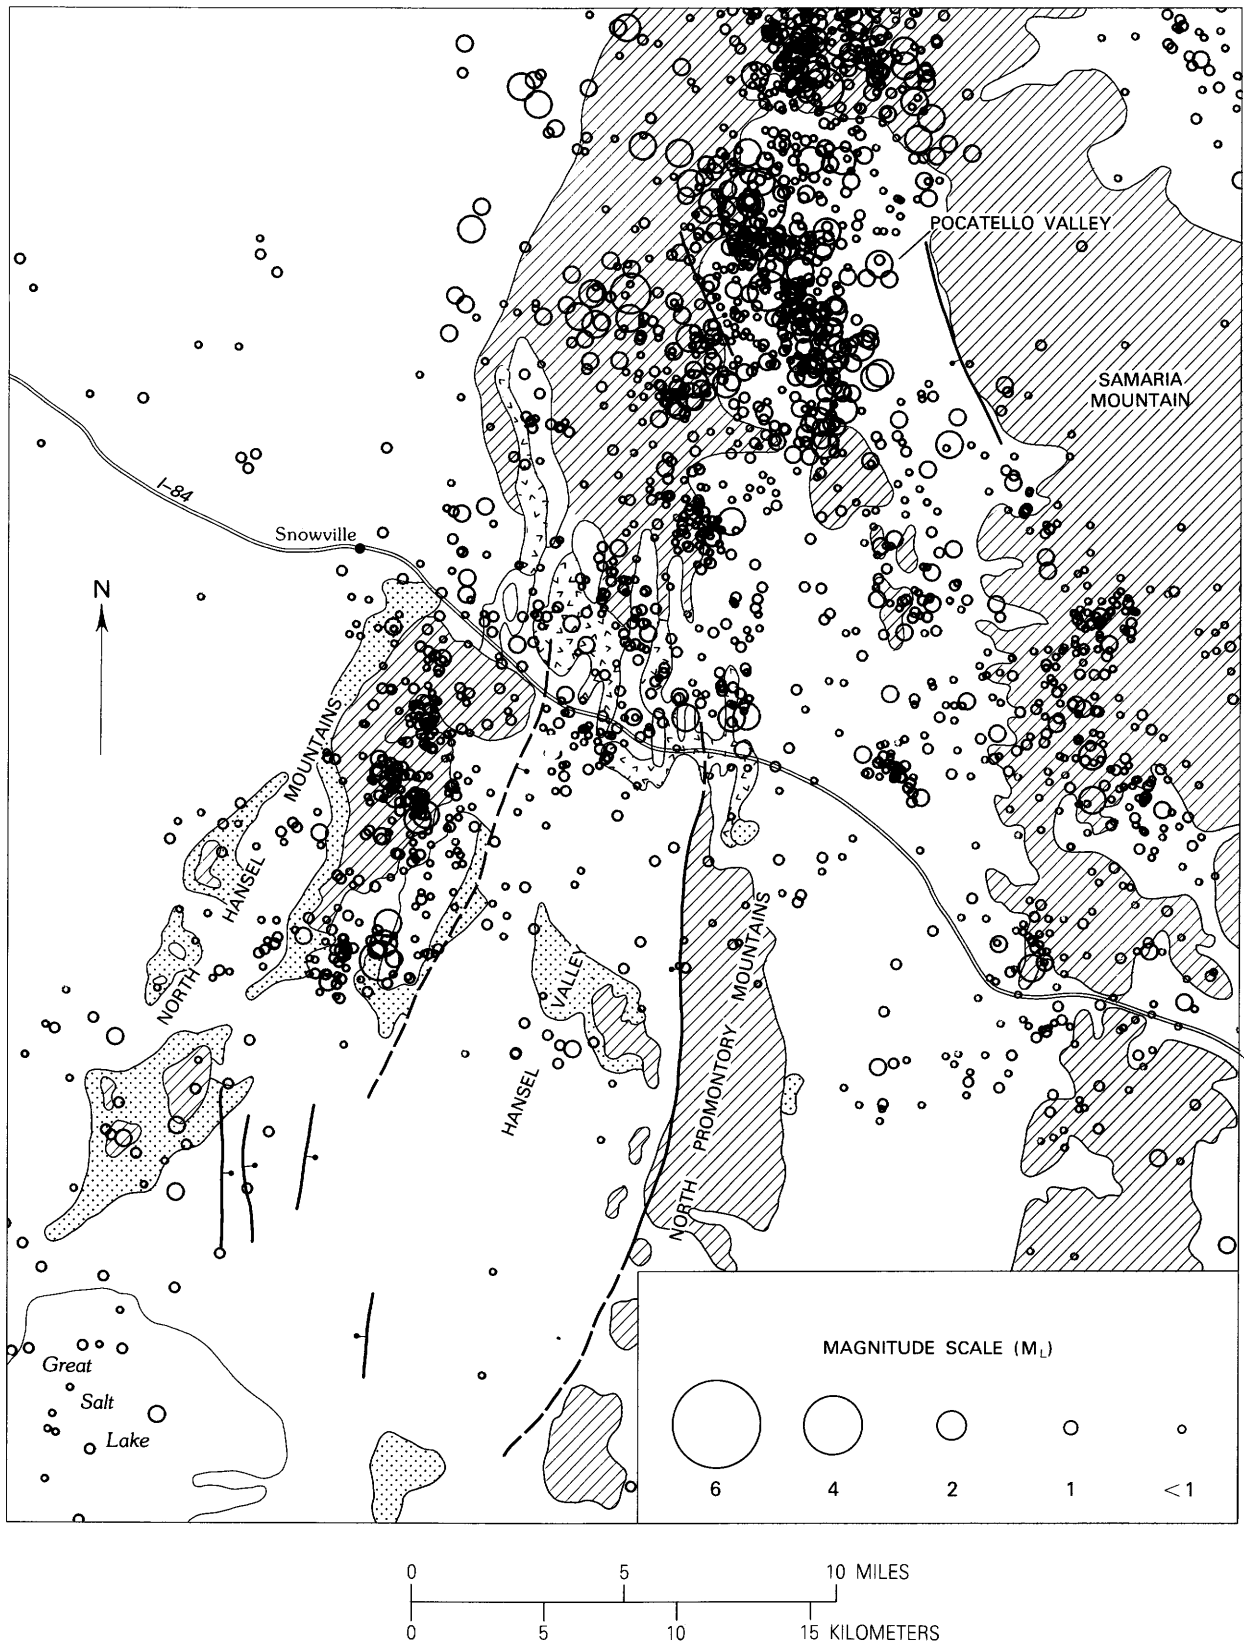 POCATELLO VALLEY
SAMARIA
MOUNTAIN
I-84
Snowville
N
NORTH HANSEL MOUNTAINS
HANSEL VALLEY
NORTH PROMONTORY MOUNTAINS
Great
Salt
Lake
MAGNITUDE SCALE (M_L)
6 4 2 1 <1
0 5 10 MILES
0 5 10 15 KILOMETERS